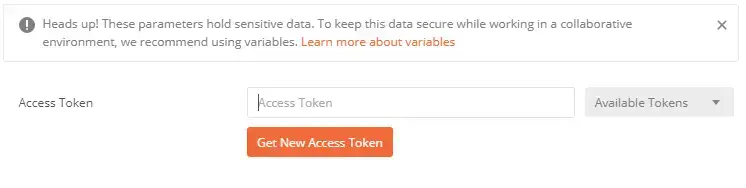 Heads up! These parameters hold sensitive data. To keep this data secure while working in a collaborative
environment, we recommend using variables. Learn more about variables
Access Token
Access Token
Available Tokens
Get New Access Token